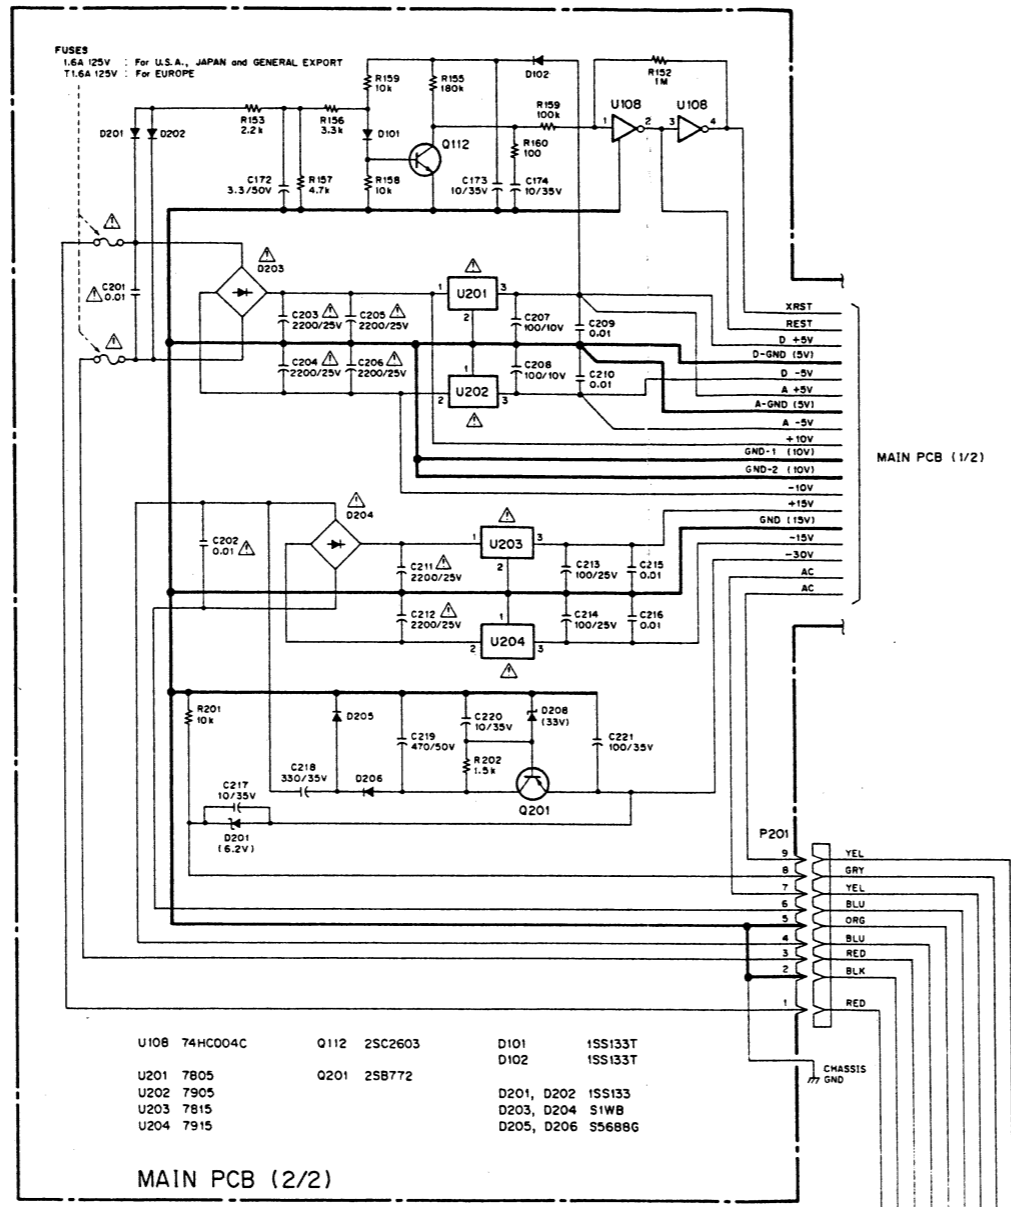 FUSES
1.6A 125V : For U.S.A., JAPAN and GENERAL EXPORT
T1.6A 125V : For EUROPE
D201
D202
R153
2.2k
R156
3.3k
R159
10k
D101
R155
180k
D102
R152
1M
R159
100k
U108
U108
1
2
3
4
Q112
R160
100
C172
3.3/50V
R157
4.7k
R158
10k
C173
10/35V
C174
10/35V
D203
C201
0.01
1
U201
3
2
C203
2200/25V
C205
2200/25V
C207
100/10V
C209
0.01
C204
2200/25V
C206
2200/25V
C208
100/10V
C210
0.01
1
2
U202
3
XRST
REST
D +5V
D-GND (5V)
D -5V
A +5V
A-GND (5V)
A -5V
+10V
GND-1 (10V)
GND-2 (10V)
-10V
+15V
GND (15V)
-15V
-30V
AC
AC
MAIN PCB (1/2)
D204
C202
0.01
1
U203
3
2
C211
2200/25V
C213
100/25V
C215
0.01
C212
2200/25V
C214
100/25V
C216
0.01
1
2
U204
3
R201
10k
D205
C219
470/50V
C220
10/35V
D208
(33V)
C221
100/35V
R202
1.5k
C218
330/35V
D206
Q201
C217
10/35V
D201
(6.2V)
P201
9 YEL
8 GRY
7 YEL
6 BLU
5 ORG
4 BLU
3 RED
2 BLK
1 RED
CHASSIS
GND
U108 74HC004C
U201 7805
U202 7905
U203 7815
U204 7915
Q112 2SC2603
Q201 2SB772
D101 1SS133T
D102 1SS133T
D201, D202 1SS133
D203, D204 S1WB
D205, D206 S5688G
MAIN PCB (2/2)